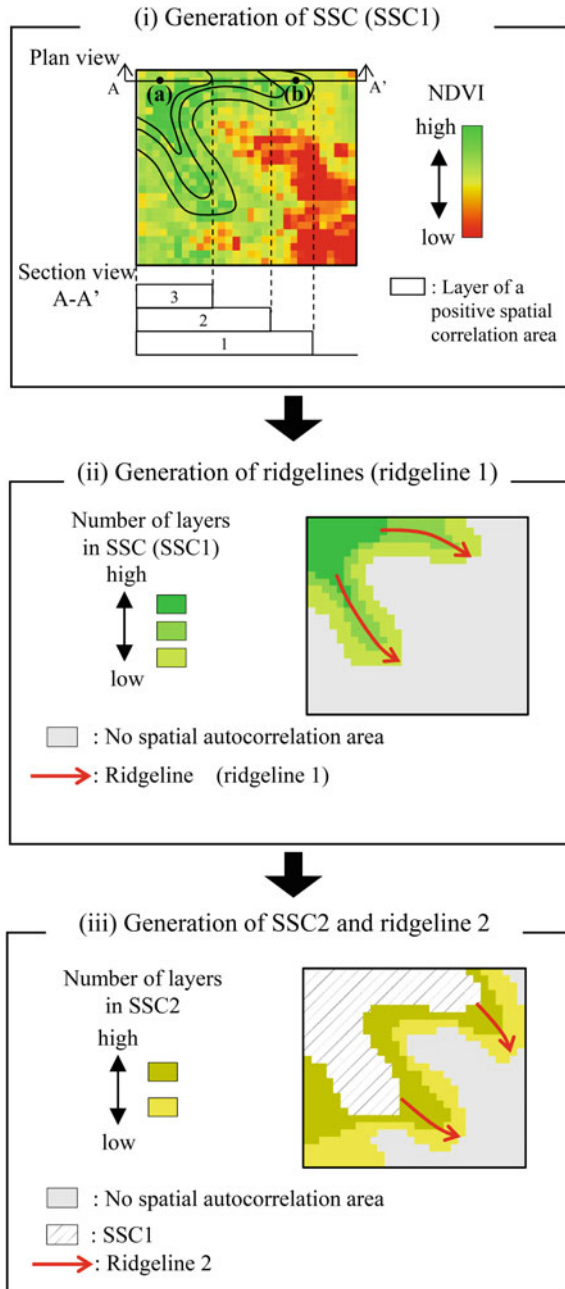 (i) Generation of SSC (SSC1)
Plan view
A
A'
(a)
(b)
NDVI
high
low
Section view
A-A'
3
2
1
: Layer of a
positive spatial
correlation area
(ii) Generation of ridgelines (ridgeline 1)
Number of layers
in SSC (SSC1)
high
low
: No spatial autocorrelation area
: Ridgeline (ridgeline 1)
(iii) Generation of SSC2 and ridgeline 2
Number of layers
in SSC2
high
low
: No spatial autocorrelation area
: SSC1
: Ridgeline 2